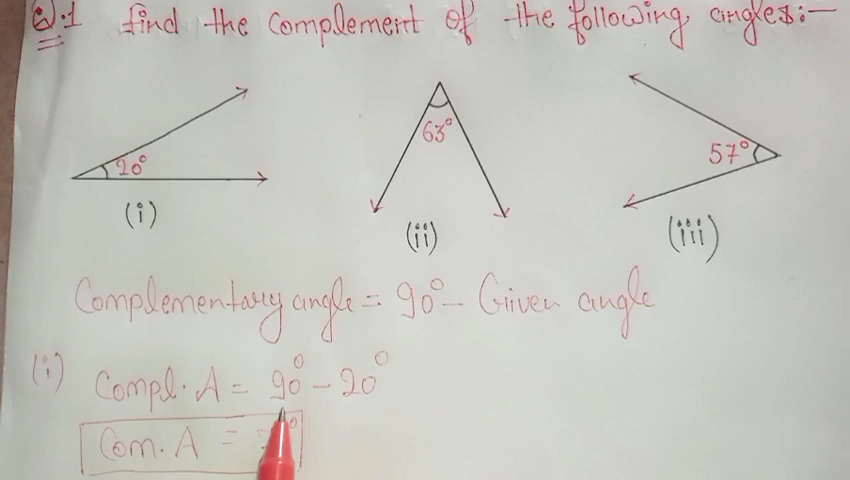 Q.1 find the complement of the following angles:-
20°
63°
57°
(i)
(ii)
(iii)
Complementary angle = 90° - Given angle
(i) Compl. A = 90° - 20°
Com. A =